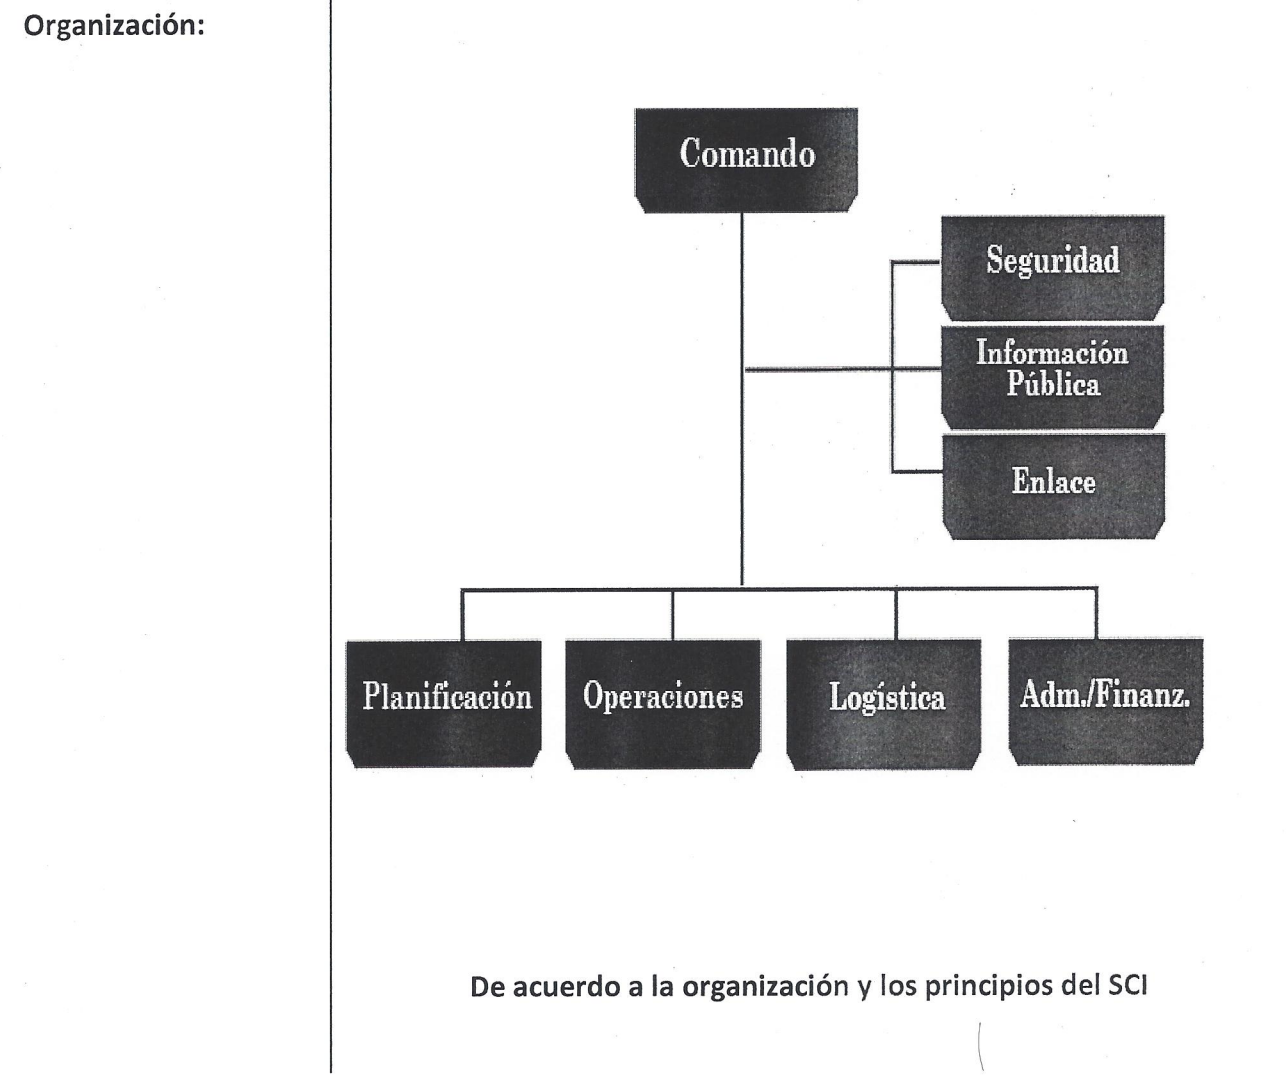 Organización:
Comando
Seguridad
Información
Pública
Enlace
Planificación
Operaciones
Logística
Adm./Finanz.
De acuerdo a la organización y los principios del SCI